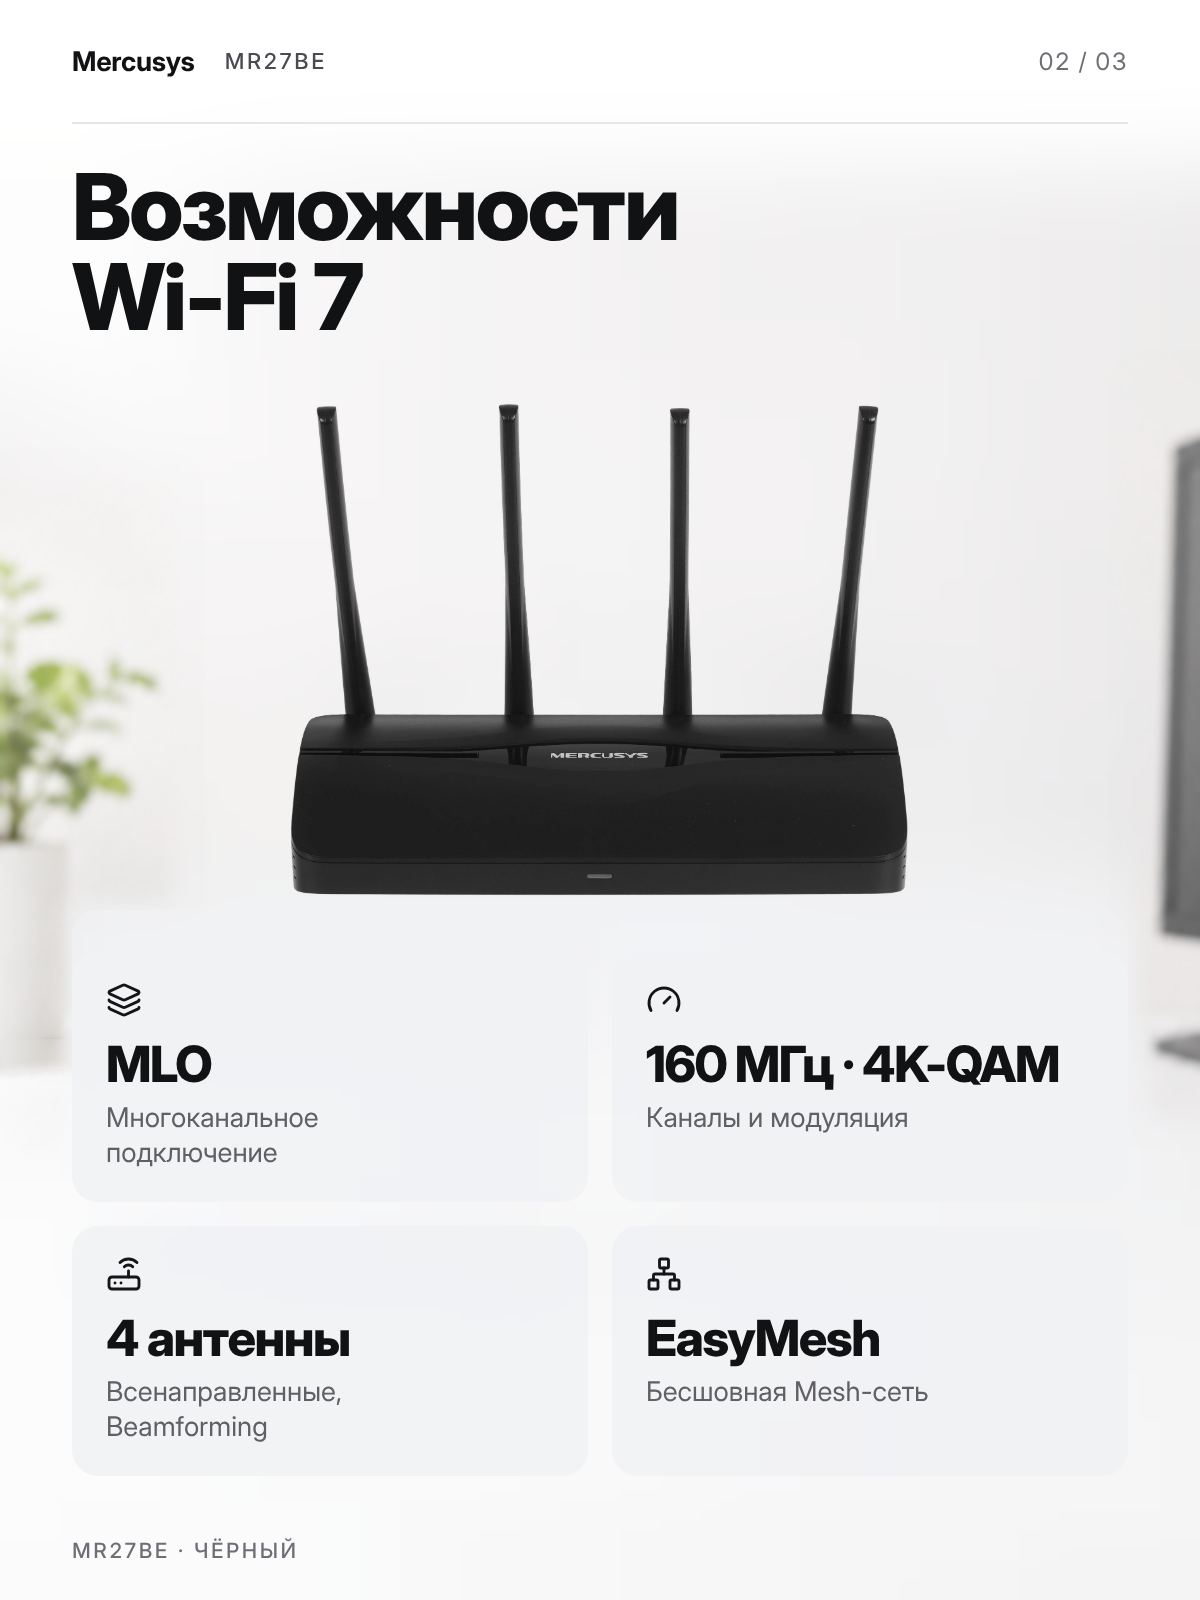 Mercusys MR27BE 02 / 03
Возможности
Wi-Fi 7
MERCUSYS
MLO
Многоканальное
подключение
160 МГц · 4K-QAM
Каналы и модуляция
4 антенны
Всенаправленные,
Beamforming
EasyMesh
Бесшовная Mesh-сеть
MR27BE · ЧЁРНЫЙ